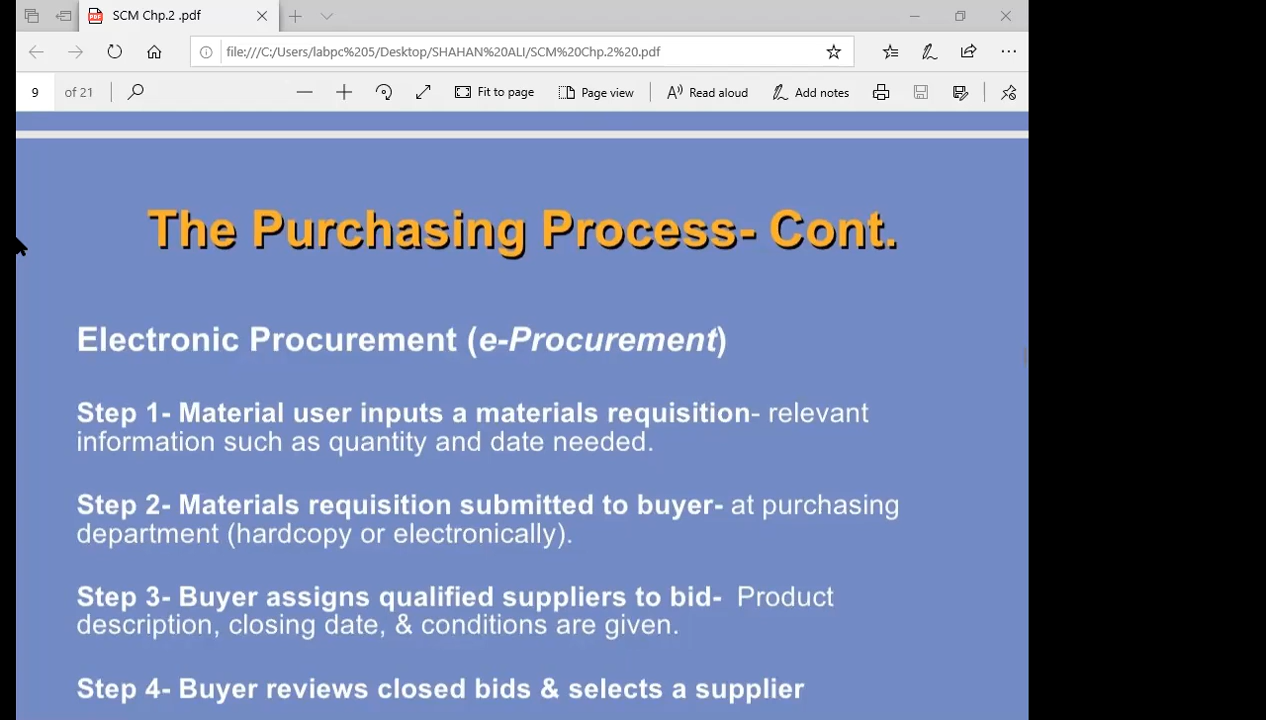 SCM Chp.2 .pdf
file:///C:/Users/labpc%205/Desktop/SHAHAN%20ALI/SCM%20Chp.2%20.pdf
9 of 21 Fit to page Page view Read aloud Add notes
The Purchasing Process- Cont.
Electronic Procurement (e-Procurement)
Step 1- Material user inputs a materials requisition- relevant
information such as quantity and date needed.
Step 2- Materials requisition submitted to buyer- at purchasing
department (hardcopy or electronically).
Step 3- Buyer assigns qualified suppliers to bid- Product
description, closing date, & conditions are given.
Step 4- Buyer reviews closed bids & selects a supplier